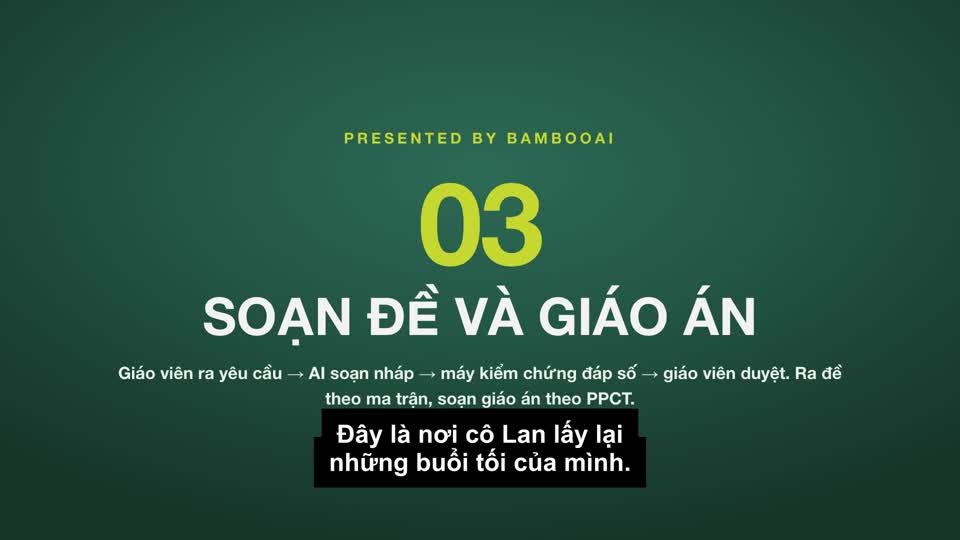 PRESENTED BY BAMBOOAI
03
SOẠN ĐỀ VÀ GIÁO ÁN
Giáo viên ra yêu cầu → AI soạn nháp → máy kiểm chứng đáp số → giáo viên duyệt. Ra đề
theo ma trận, soạn giáo án theo PPCT.
Đây là nơi cô Lan lấy lại
những buổi tối của mình.